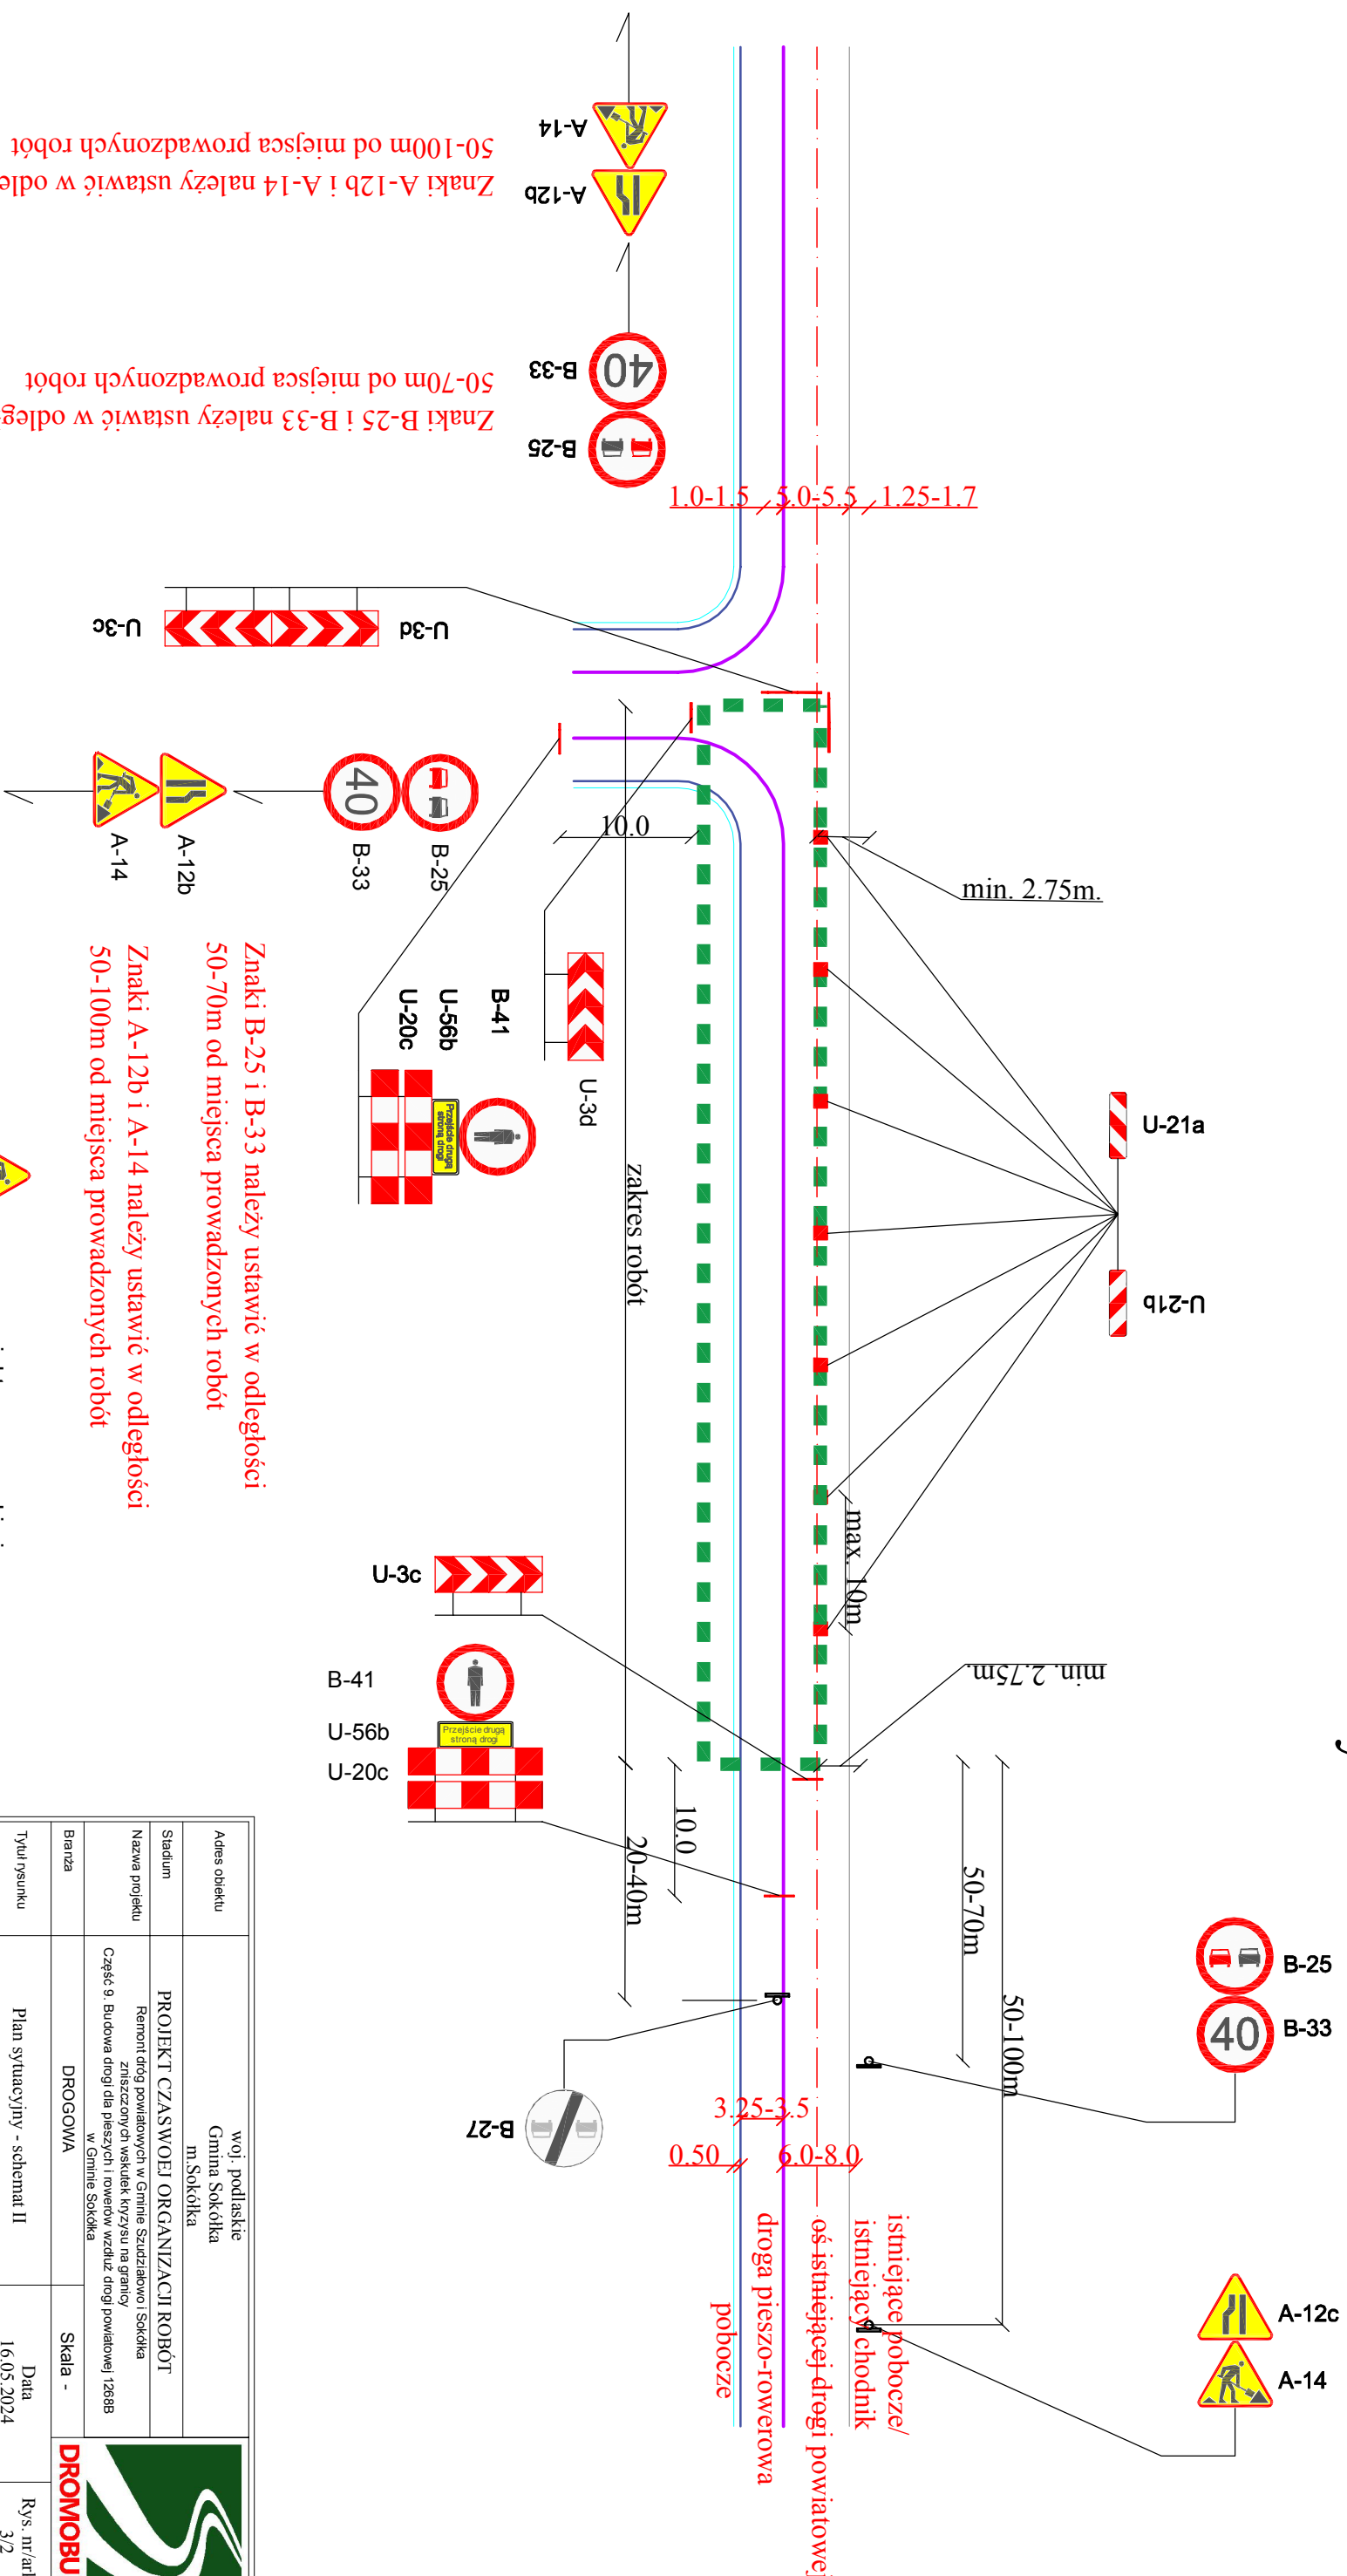 A-14
A-12b
Znaki A-12b i A-14 należy ustawić w
50-100m od miejsca prowadzonych robót
B-33
40
B-25
Znaki B-25 i B-33 należy ustawić w
50-70m od miejsca prowadzonych robót
1.0-1.5
5.0-5.5
1.25-1.7
U-3c
U-3d
B-25
40
B-33
A-12b
A-14
10.0
min. 2.75m.
Znaki B-25 i B-33 należy ustawić w odległości
50-70m od miejsca prowadzonych robót
Znaki A-12b i A-14 należy ustawić w odległości
50-100m od miejsca prowadzonych robót
U-3d
B-41
U-56b
U-20c
Przejście drugą
stroną drogi
zakres robót
U-21a
U-21b
max. 10m
min. 2.75m.
U-3c
B-41
U-56b
U-20c
Przejście drugą
stroną drogi
10.0
20-40m
50-70m
50-100m
B-25
B-33
40
B-27
3.25-3.5
0.50
6.0-8.0
istniejące pobocze/
istniejący chodnik
oś istniejącej drogi powiatowej
droga pieszo-rowerowa
pobocze
A-12c
A-14
Adres obiektu
woj. podlaskie
Gmina Sokółka
m.Sokółka
Stadium
PROJEKT CZASWOEJ ORGANIZACJI ROBÓT
Nazwa projektu
Remont dróg powiatowych w Gminie Szudziałowo i Sokółka
zniszczonych wskutek kryzysu na granicy
Część 9. Budowa drogi dla pieszych i rowerów wzdłuż drogi powiatowej 1268B
w Gminie Sokółka
Branża
DROGOWA
Skala -
Tytuł rysunku
Plan sytuacyjny - schemat II
Data
16.05.2024
Rys. nr/
3/2
DROMOBU